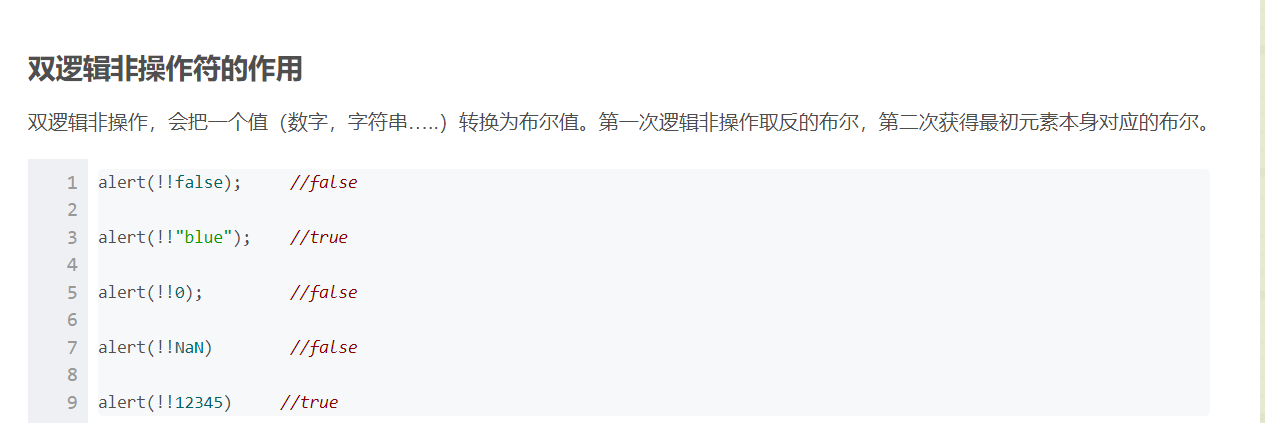 双逻辑非操作符的作用
双逻辑非操作，会把一个值（数字，字符串…..）转换为布尔值。第一次逻辑非操作取反的布尔，第二次获得最初元素本身对应的布尔。
1 alert(!!false);     //false
2
3 alert(!!"blue");    //true
4
5 alert(!!0);         //false
6
7 alert(!!NaN)        //false
8
9 alert(!!12345)     //true